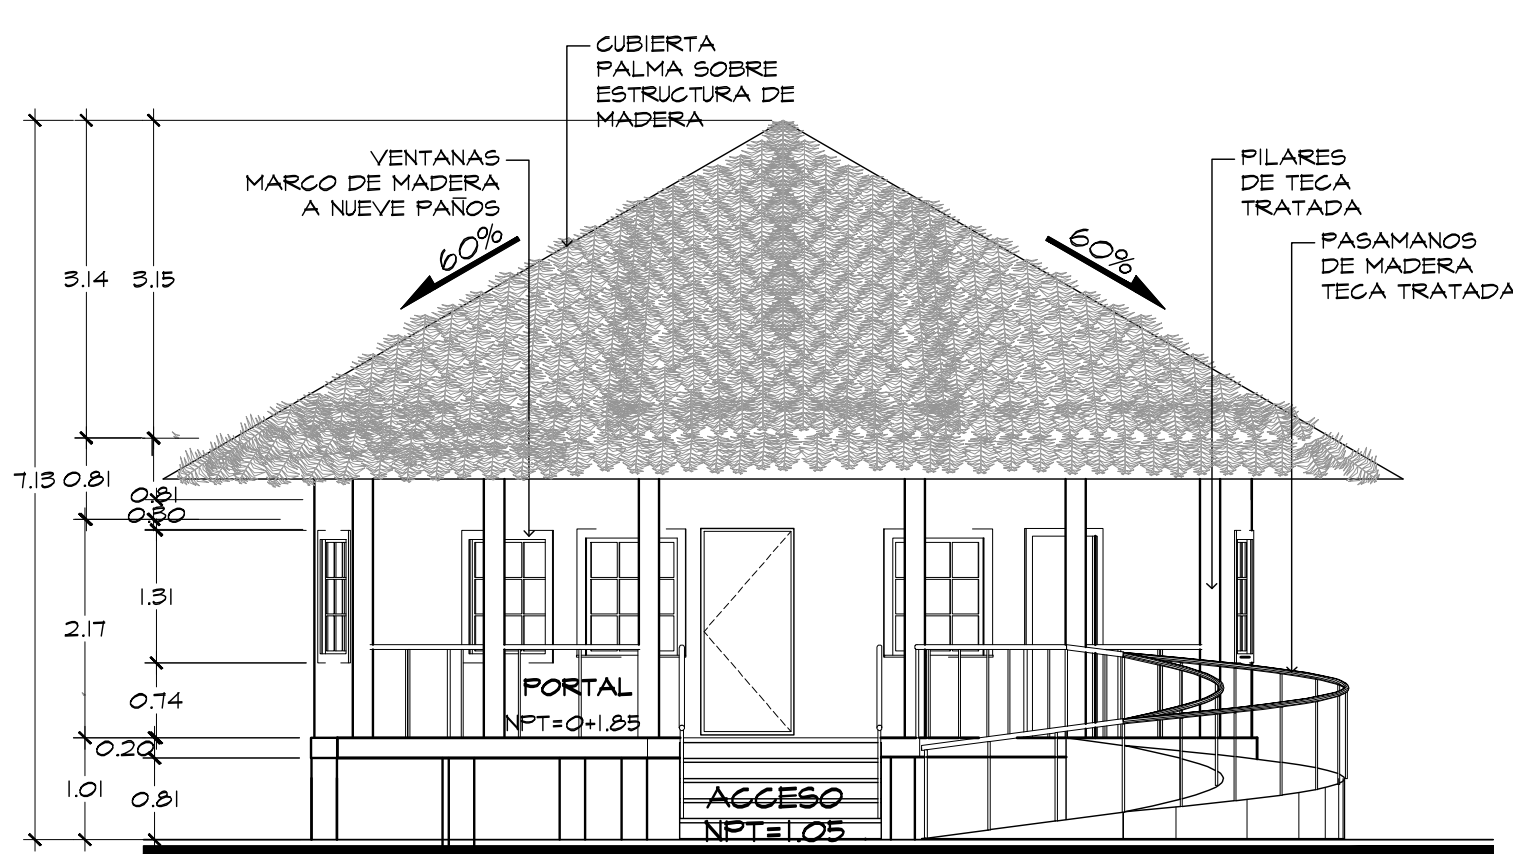 CUBIERTA
PALMA SOBRE
ESTRUCTURA DE
MADERA
VENTANAS
MARCO DE MADERA
A NUEVE PAÑOS
PILARES
DE TECA
TRATADA
PASAMANOS
DE MADERA
TECA TRATADA
60%
60%
3.14
3.15
7.13
0.81
0.81
0.30
1.31
2.17
0.74
0.20
1.01
0.81
PORTAL
NPT=0+1.85
ACCESO
NPT=1.05